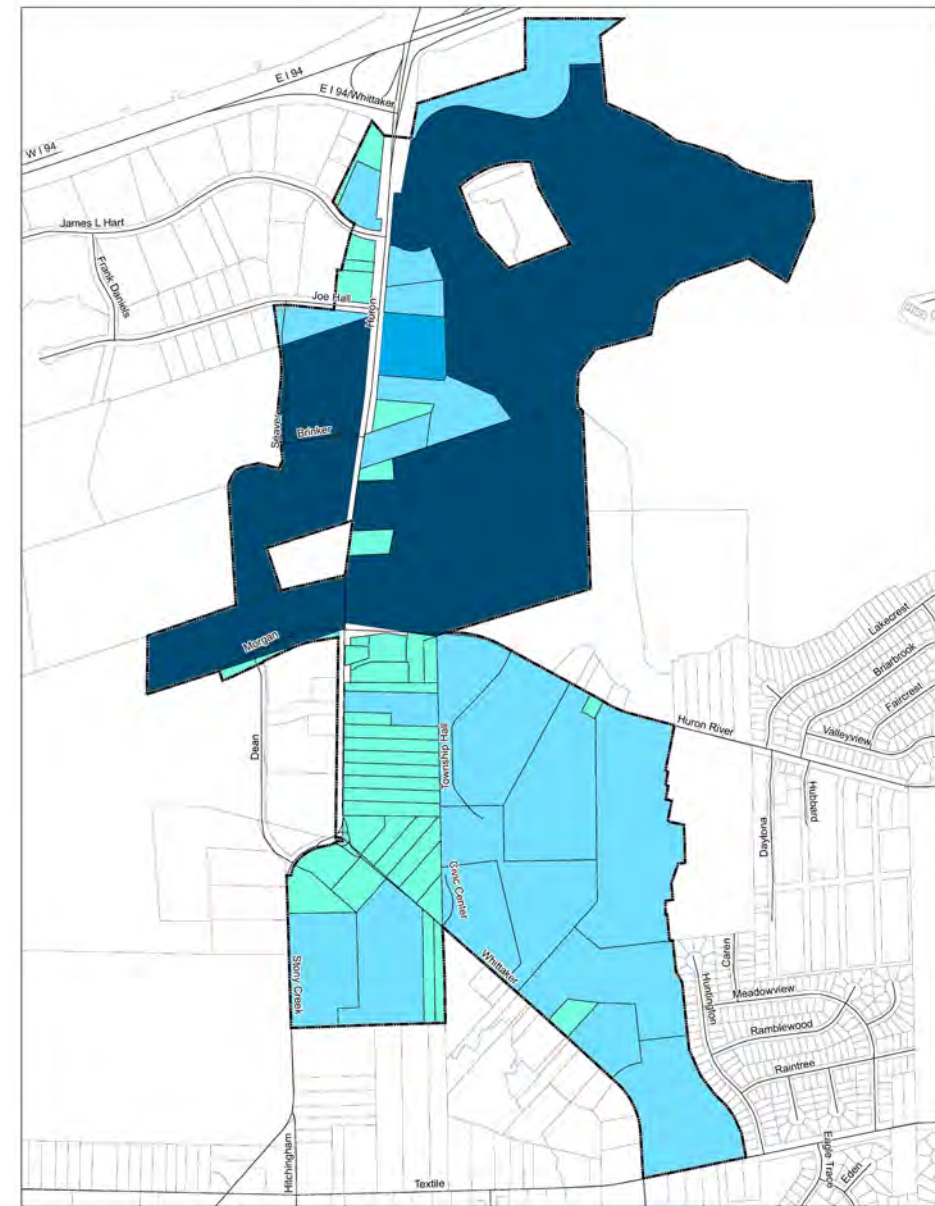 E I 94
E I 94/Whittaker
W I 94
James L Hart
Frank Daniels
Joe Hall
Huron
Seaver
Brinker
Morgan
Lakecrest
Briarbrook
Faircrest
Huron River
Valleyview
Dean
Township Hall
Hubbard
Daytona
Civic Center
Whittaker
Caren
Stony Creek
Huntington
Meadowview
Ramblewood
Raintree
Hitchingham
Eagle Trace
Eden
Textile